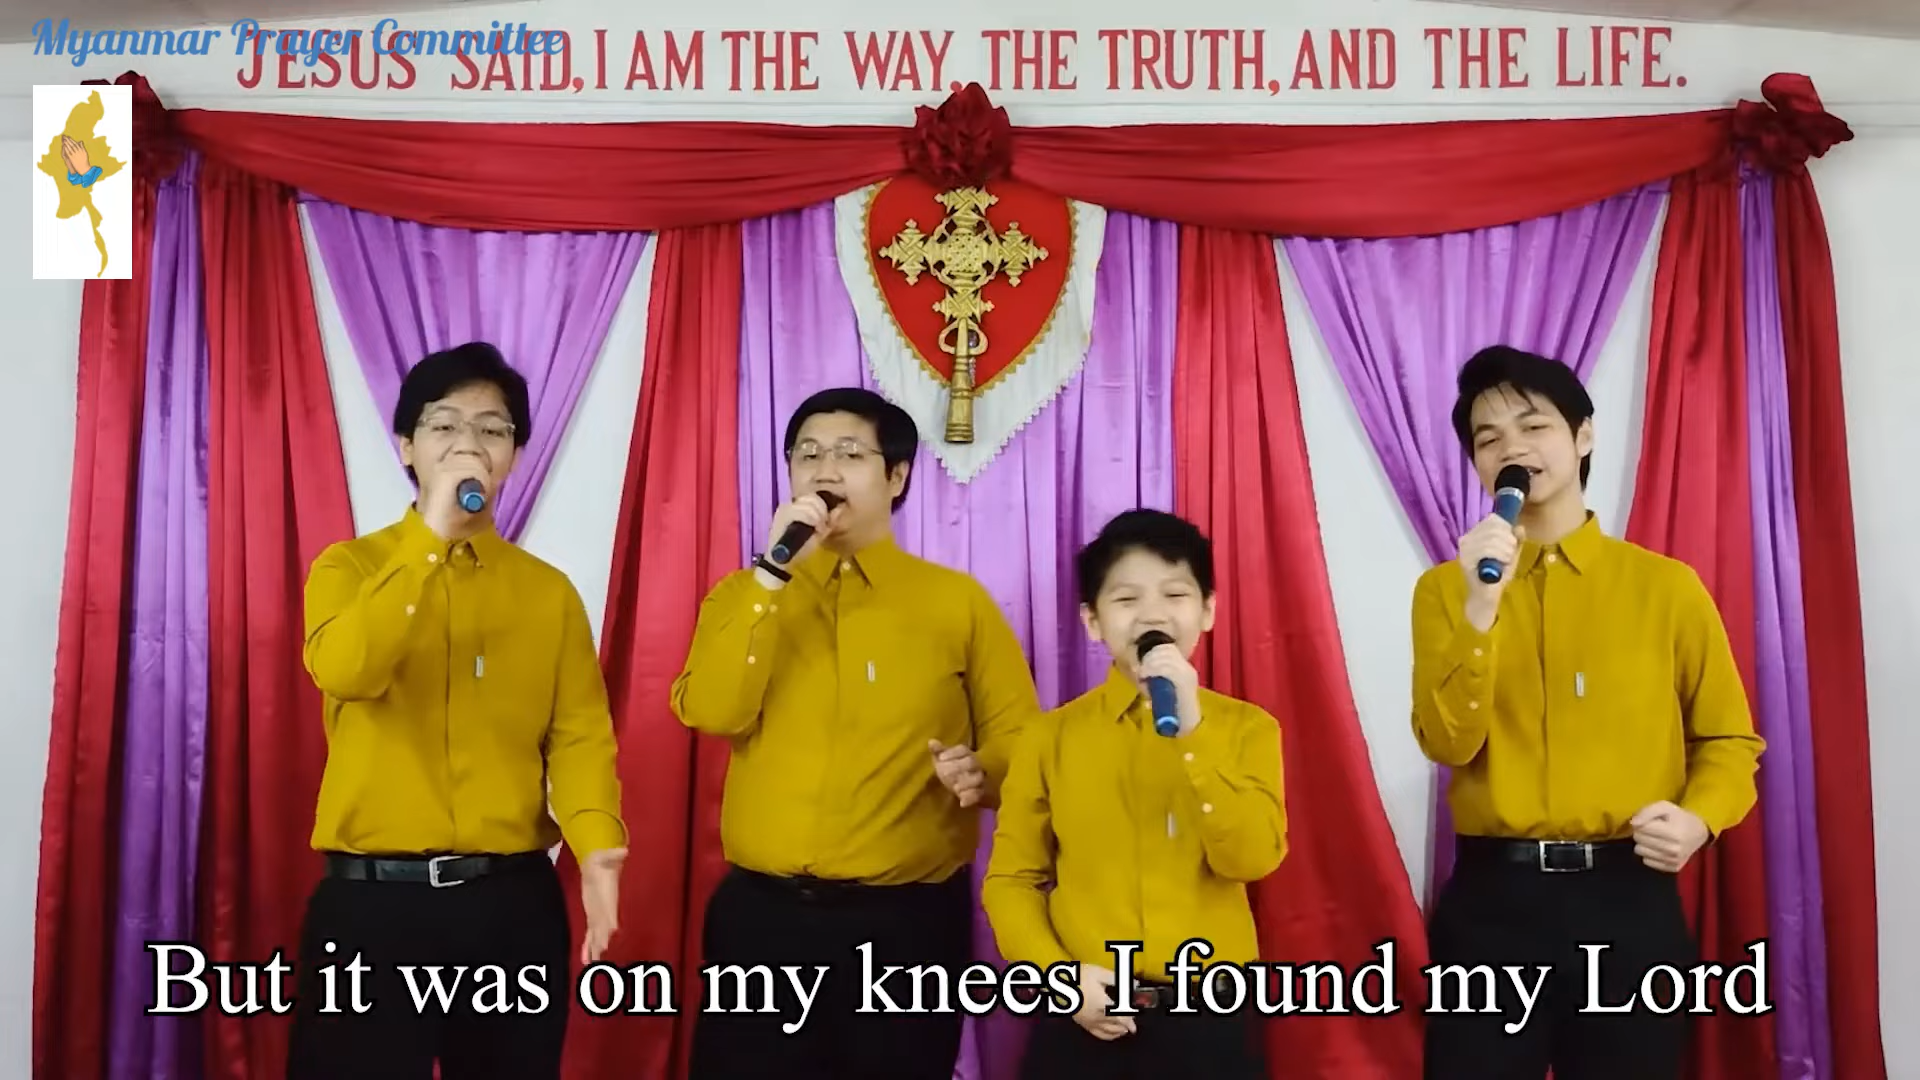 Myanmar Prayer Committee
JESUS SAID, I AM THE WAY, THE TRUTH, AND THE LIFE.
But it was on my knees I found my Lord